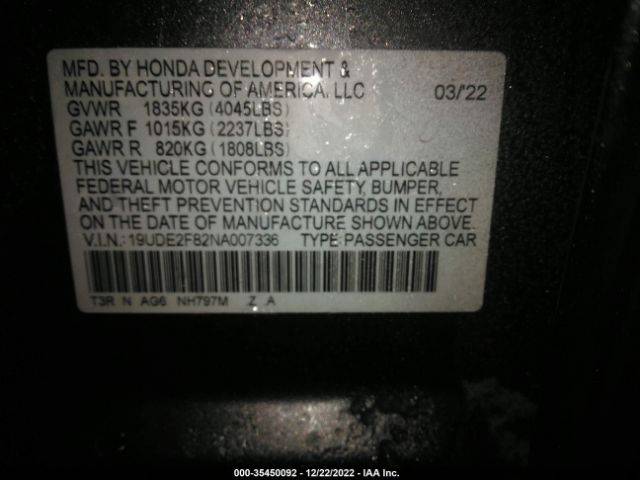 MFD. BY HONDA DEVELOPMENT &
MANUFACTURING OF AMERICA, LLC 03/'22
GVWR 1835KG (4045LBS)
GAWR F 1015KG (2237LBS)
GAWR R 820KG (1808LBS)
THIS VEHICLE CONFORMS TO ALL APPLICABLE
FEDERAL MOTOR VEHICLE SAFETY, BUMPER,
AND THEFT PREVENTION STANDARDS IN EFFECT
ON THE DATE OF MANUFACTURE SHOWN ABOVE.
V.I.N.: 19UDE2F82NA007336 TYPE: PASSENGER CAR
T3R N AG6 NH797M Z A
000-35450092 - 12/22/2022 - IAA Inc.